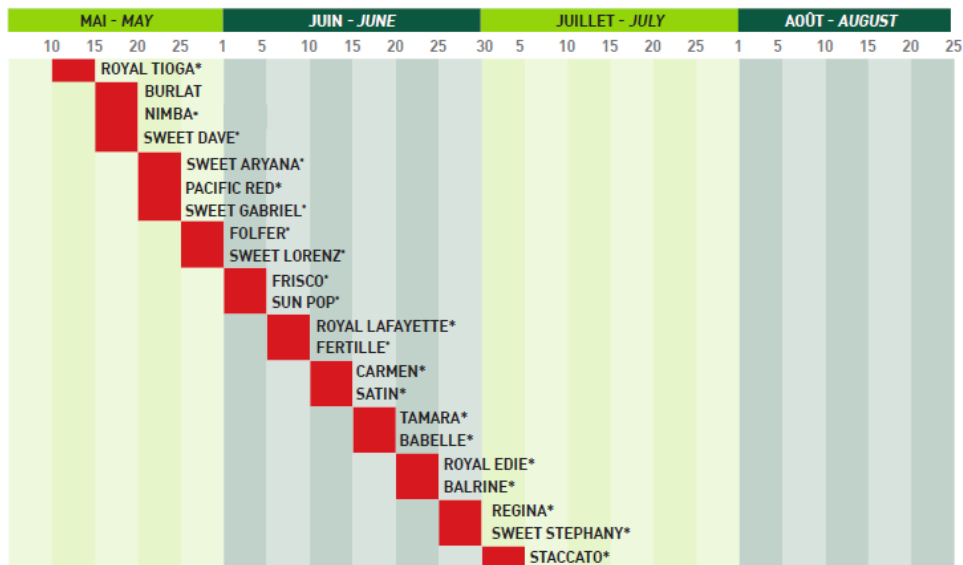 MAI - MAY JUIN - JUNE JUILLET - JULY AOÛT - AUGUST
10 15 20 25 1 5 10 15 20 25 30 5 10 15 20 25 1 5 10 15 20 25
ROYAL TIOGA*
BURLAT
NIMBA*
SWEET DAVE*
SWEET ARYANA*
PACIFIC RED*
SWEET GABRIEL*
FOLFER*
SWEET LORENZ*
FRISCO*
SUN POP*
ROYAL LAFAYETTE*
FERTILLE*
CARMEN*
SATIN*
TAMARA*
BABELLE*
ROYAL EDIE*
BALRINE*
REGINA*
SWEET STEPHANY*
STACCATO*